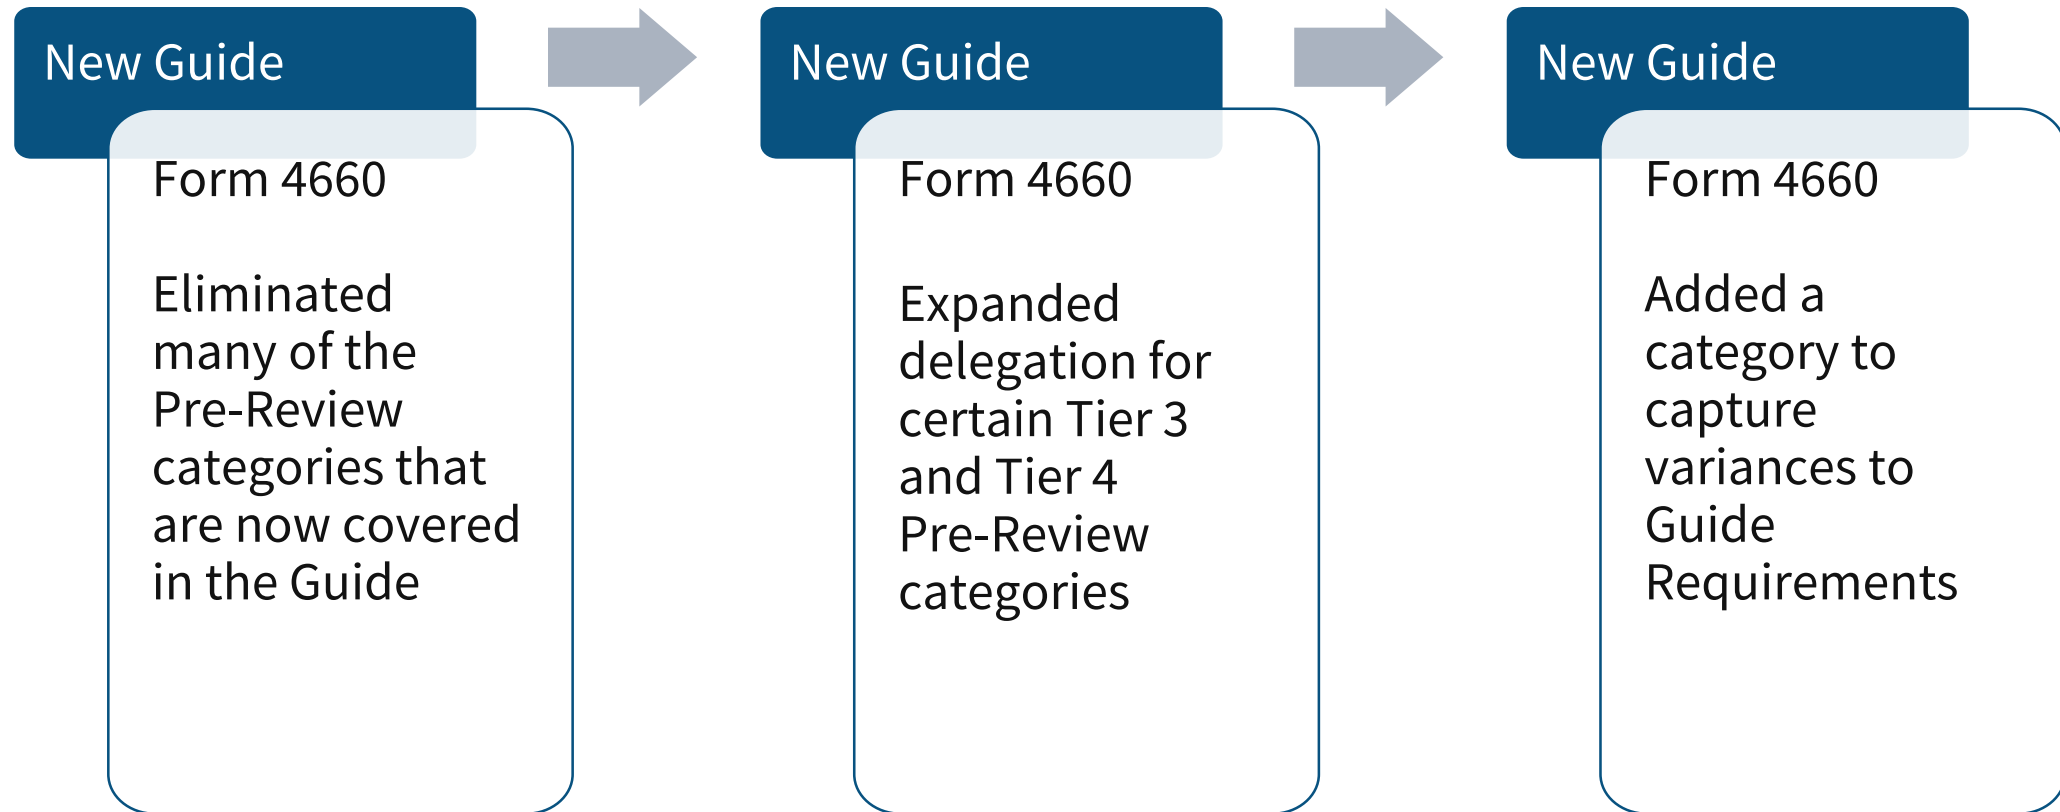 New Guide
Form 4660
Eliminated
many of the
Pre-Review
categories that
are now covered
in the Guide
New Guide
Form 4660
Expanded
delegation for
certain Tier 3
and Tier 4
Pre-Review
categories
New Guide
Form 4660
Added a
category to
capture
variances to
Guide
Requirements